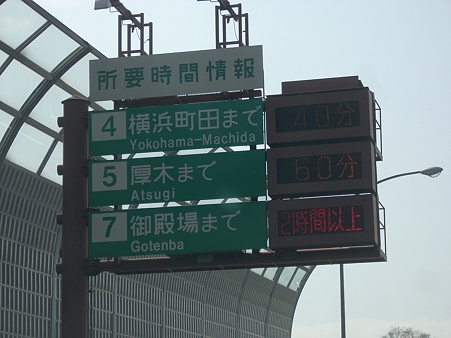 所要時間情報
4 横浜町田まで 40分
Yokohama-Machida
5 厚木まで 60分
Atsugi
7 御殿場まで 2時間以上
Gotenba